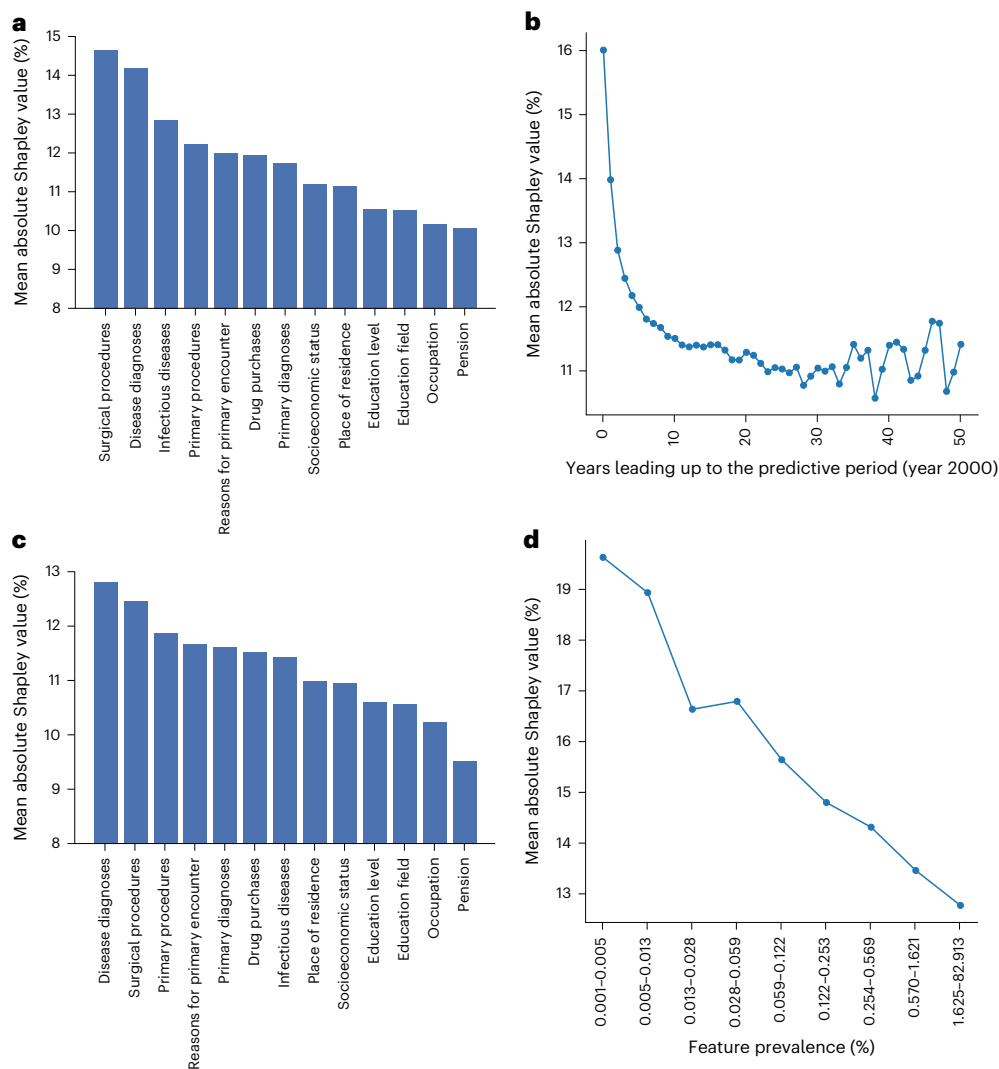 a
Mean absolute Shapley value (%)
15
14
13
12
11
10
9
8
Surgical procedures
Disease diagnoses
Infectious diseases
Primary procedures
Reasons for primary encounter
Drug purchases
Primary diagnoses
Socioeconomic status
Place of residence
Education level
Education field
Occupation
Pension
b
Mean absolute Shapley value (%)
16
15
14
13
12
11
0
10
20
30
40
50
Years leading up to the predictive period (year 2000)
c
Mean absolute Shapley value (%)
13
12
11
10
9
8
Disease diagnoses
Surgical procedures
Primary procedures
Reasons for primary encounter
Primary diagnoses
Drug purchases
Infectious diseases
Place of residence
Socioeconomic status
Education level
Education field
Occupation
Pension
d
Mean absolute Shapley value (%)
19
18
17
16
15
14
13
0.001–0.005
0.005–0.013
0.013–0.028
0.028–0.059
0.059–0.122
0.122–0.253
0.254–0.569
0.570–1.621
1.625–82.913
Feature prevalence (%)